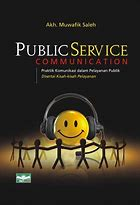 Akh. Muwafik Saleh
PUBLIC SERVICE
COMMUNICATION
Praktik Komunikasi dalam Pelayanan Publik
Disertai Kisah-kisah Pelayanan